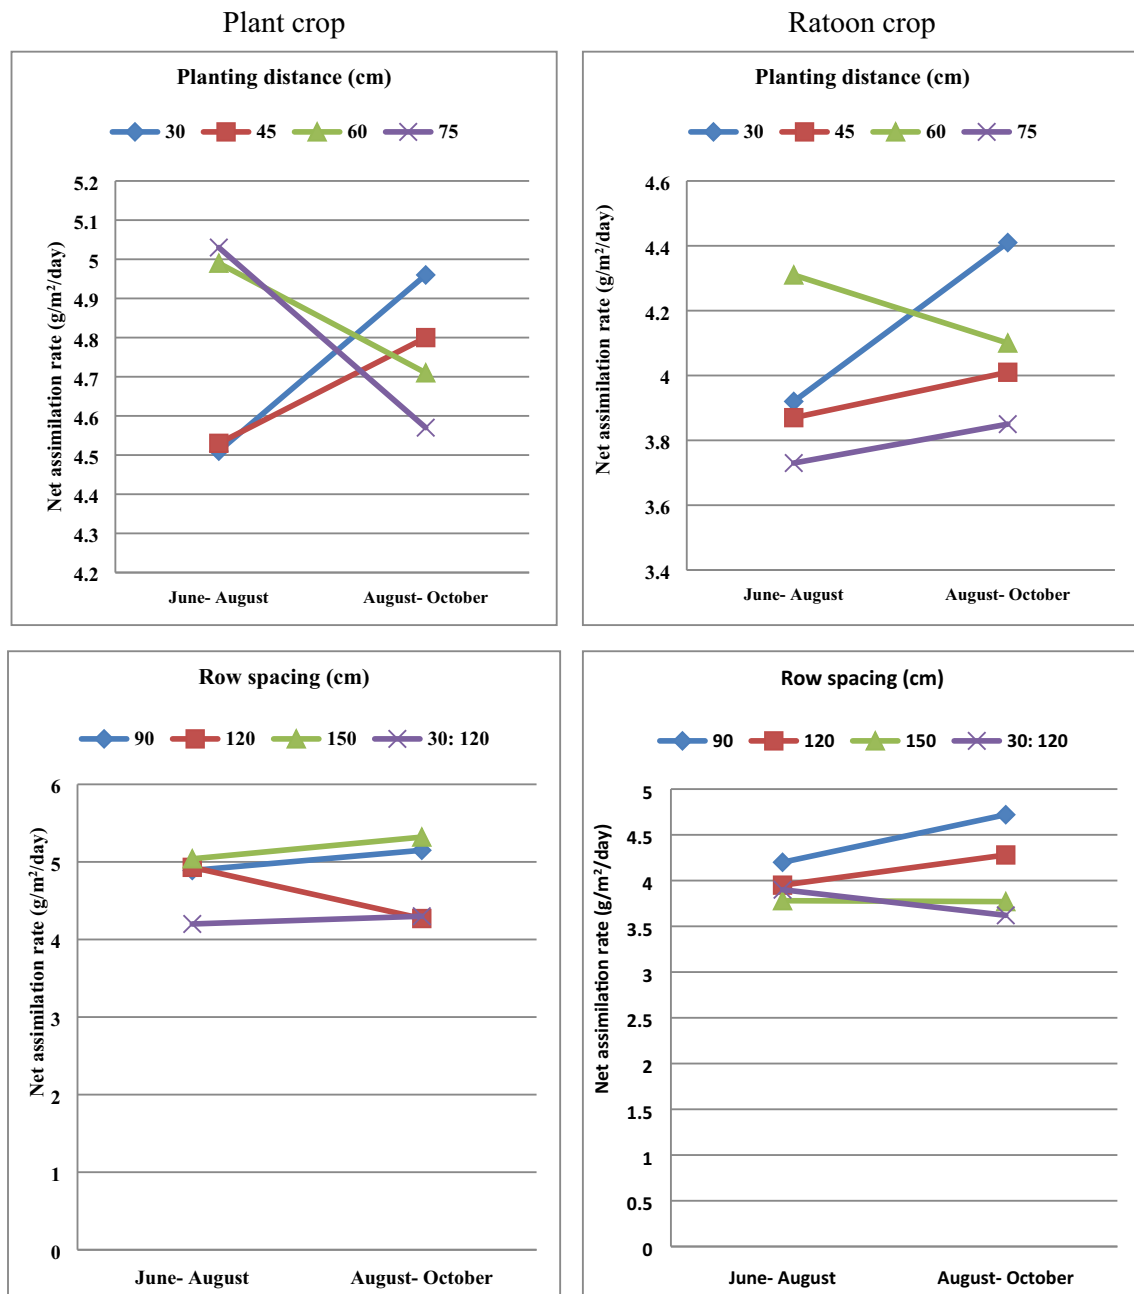 Plant crop
Ratoon crop
Planting distance (cm)
30 45 60 75
Net assimilation rate (g/m²/day)
5.2
5.1
5
4.9
4.8
4.7
4.6
4.5
4.4
4.3
4.2
June- August August- October
Planting distance (cm)
30 45 60 75
Net assimilation rate (g/m²/day)
4.6
4.4
4.2
4
3.8
3.6
3.4
June- August August- October
Row spacing (cm)
90 120 150 30: 120
Net assimilation rate (g/m²/day)
6
5
4
3
2
1
0
June- August August- October
Row spacing (cm)
90 120 150 30: 120
Net assimilation rate (g/m²/day)
5
4.5
4
3.5
3
2.5
2
1.5
1
0.5
0
June- August August- October